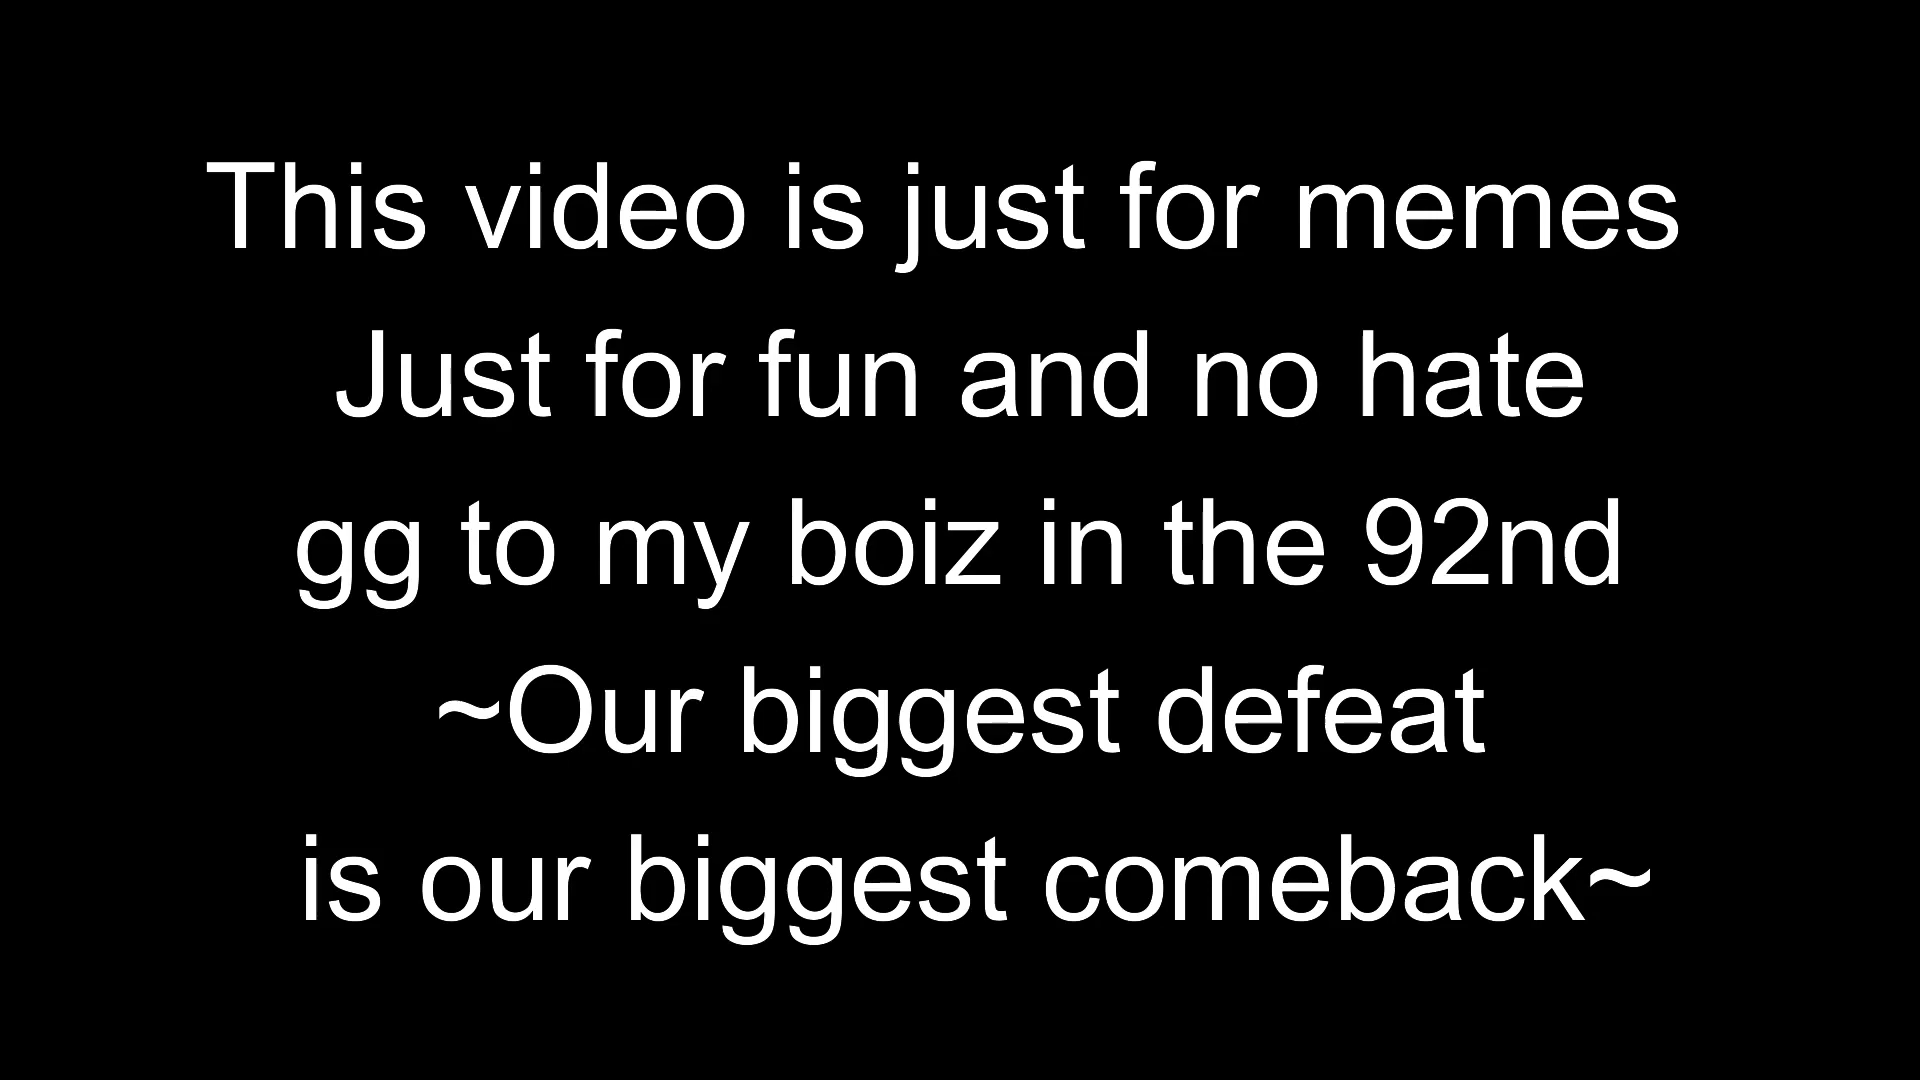 This video is just for memes
Just for fun and no hate
gg to my boiz in the 92nd
~Our biggest defeat
is our biggest comeback~